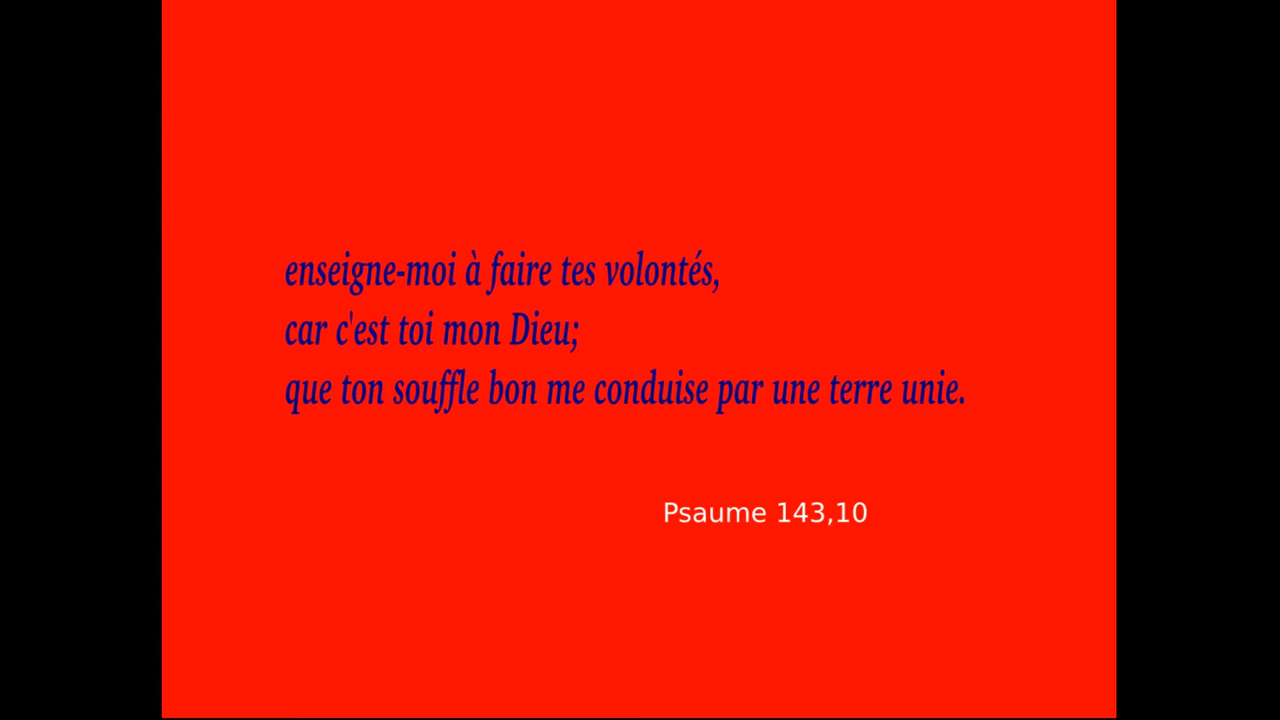 enseigne-moi à faire tes volontés,
car c'est toi mon Dieu;
que ton souffle bon me conduise par une terre unie.
Psaume 143,10